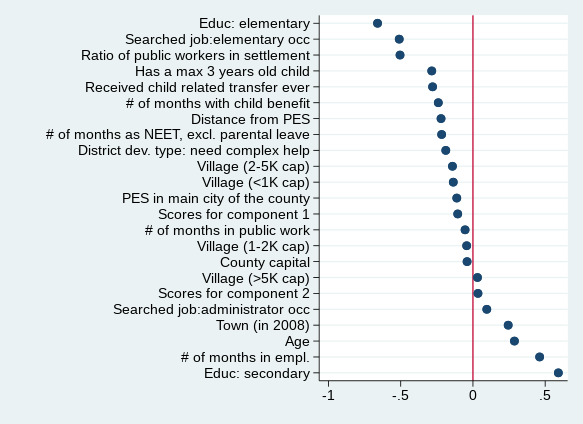 Educ: elementary
Searched job:elementary occ
Ratio of public workers in settlement
Has a max 3 years old child
Received child related transfer ever
# of months with child benefit
Distance from PES
# of months as NEET, excl. parental leave
District dev. type: need complex help
Village (2-5K cap)
Village (<1K cap)
PES in main city of the county
Scores for component 1
# of months in public work
Village (1-2K cap)
County capital
Village (>5K cap)
Scores for component 2
Searched job:administrator occ
Town (in 2008)
Age
# of months in empl.
Educ: secondary
-1 -.5 0 .5